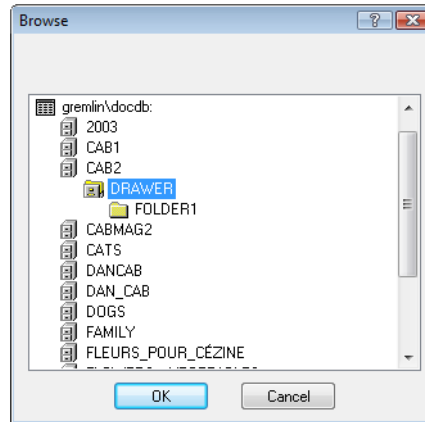 Browse
gremlin\docdb:
2003
CAB1
CAB2
DRAWER
FOLDER1
CABMAG2
CATS
DANCAB
DAN_CAB
DOGS
FAMILY
FLEURS_POUR_CÉZINE
OK
Cancel